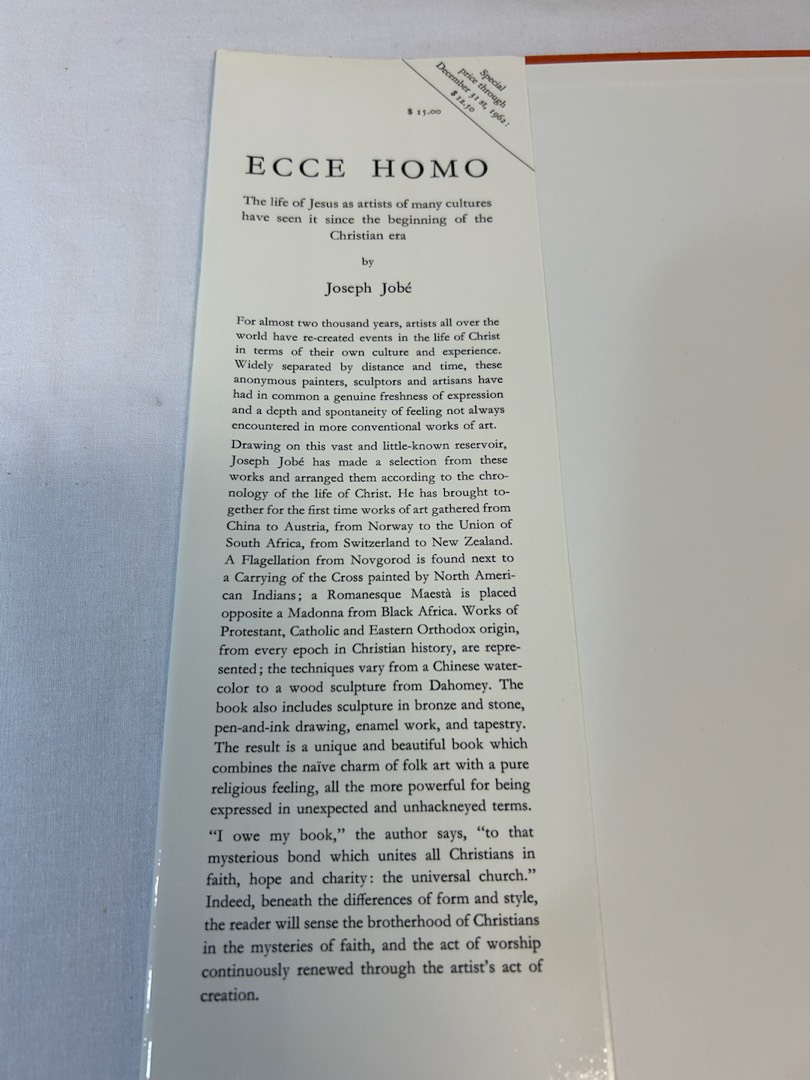 Special
price through
December 31 st, 1962:
$ 12.50
$ 15.00
ECCE HOMO
The life of Jesus as artists of many cultures
have seen it since the beginning of the
Christian era
by
Joseph Jobé
For almost two thousand years, artists all over the
world have re-created events in the life of Christ
in terms of their own culture and experience.
Widely separated by distance and time, these
anonymous painters, sculptors and artisans have
had in common a genuine freshness of expression
and a depth and spontaneity of feeling not always
encountered in more conventional works of art.
Drawing on this vast and little-known reservoir,
Joseph Jobé has made a selection from these
works and arranged them according to the chro-
nology of the life of Christ. He has brought to-
gether for the first time works of art gathered from
China to Austria, from Norway to the Union of
South Africa, from Switzerland to New Zealand.
A Flagellation from Novgorod is found next to
a Carrying of the Cross painted by North Ameri-
can Indians; a Romanesque Maestà is placed
opposite a Madonna from Black Africa. Works of
Protestant, Catholic and Eastern Orthodox origin,
from every epoch in Christian history, are repre-
sented; the techniques vary from a Chinese water-
color to a wood sculpture from Dahomey. The
book also includes sculpture in bronze and stone,
pen-and-ink drawing, enamel work, and tapestry.
The result is a unique and beautiful book which
combines the naïve charm of folk art with a pure
religious feeling, all the more powerful for being
expressed in unexpected and unhackneyed terms.
“I owe my book,” the author says, “to that
mysterious bond which unites all Christians in
faith, hope and charity: the universal church.”
Indeed, beneath the differences of form and style,
the reader will sense the brotherhood of Christians
in the mysteries of faith, and the act of worship
continuously renewed through the artist’s act of
creation.